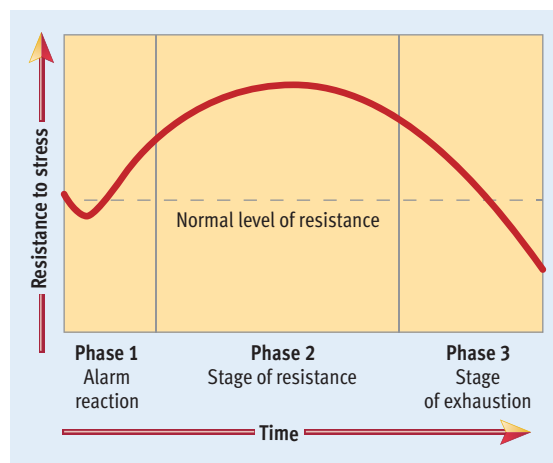 Resistance to stress
Normal level of resistance
Phase 1
Alarm
reaction
Phase 2
Stage of resistance
Phase 3
Stage
of exhaustion
Time